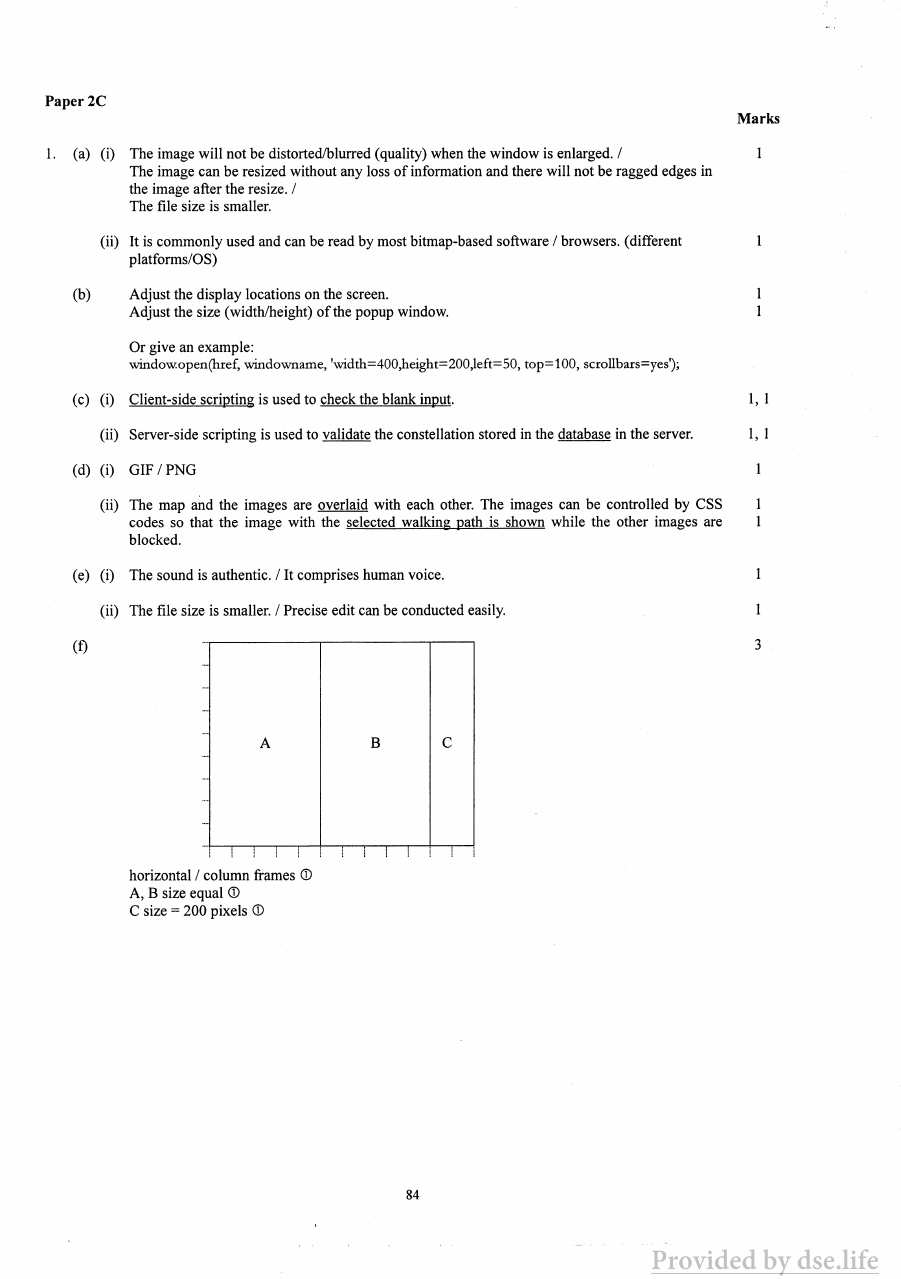 Paper 2C
Marks
1. (a) (i) The image will not be distorted/blurred (quality) when the window is enlarged. / 1
The image can be resized without any loss of information and there will not be ragged edges in
the image after the resize. /
The file size is smaller.
(ii) It is commonly used and can be read by most bitmap-based software / browsers. (different 1
platforms/OS)
(b) Adjust the display locations on the screen. 1
Adjust the size (width/height) of the popup window. 1
Or give an example:
window.open(href, windowname, 'width=400,height=200,left=50, top=100, scrollbars=yes');
(c) (i) Client-side scripting is used to check the blank input. 1, 1
(ii) Server-side scripting is used to validate the constellation stored in the database in the server. 1, 1
(d) (i) GIF / PNG 1
(ii) The map and the images are overlaid with each other. The images can be controlled by CSS 1
codes so that the image with the selected walking path is shown while the other images are 1
blocked.
(e) (i) The sound is authentic. / It comprises human voice. 1
(ii) The file size is smaller. / Precise edit can be conducted easily. 1
(f) 3
A B C
horizontal / column frames ①
A, B size equal ①
C size = 200 pixels ①
84
Provided by dse.life